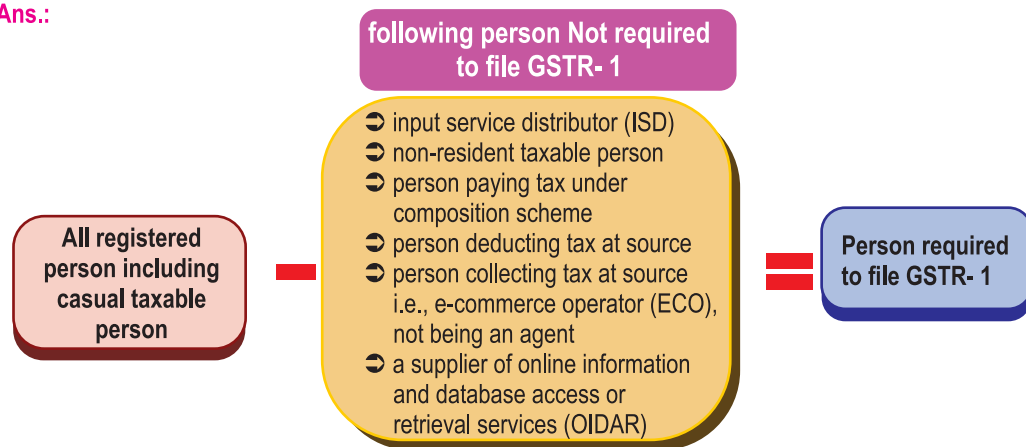 Ans.:
following person Not required
to file GSTR- 1
➲ input service distributor (ISD)
➲ non-resident taxable person
➲ person paying tax under
composition scheme
➲ person deducting tax at source
➲ person collecting tax at source
i.e., e-commerce operator (ECO),
not being an agent
➲ a supplier of online information
and database access or
retrieval services (OIDAR)
All registered
person including
casual taxable
person
Person required
to file GSTR- 1